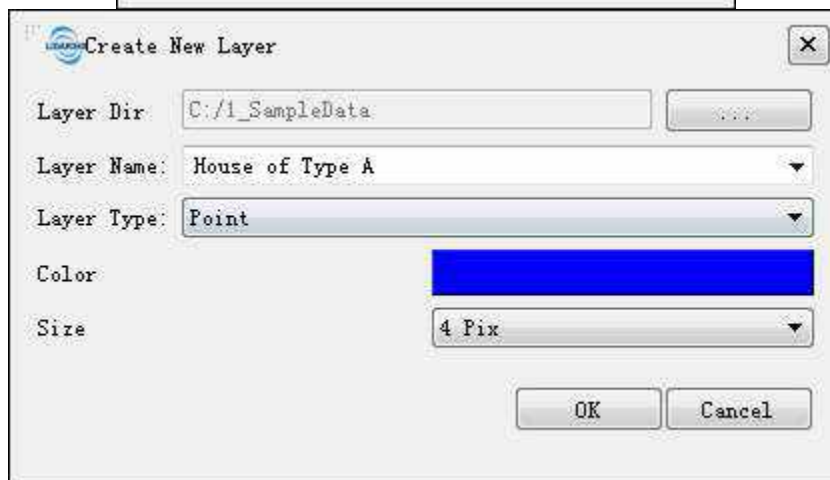 Create New Layer
Layer Dir C:/1_SampleData ...
Layer Name: House of Type A
Layer Type: Point
Color
Size 4 Pix
OK Cancel